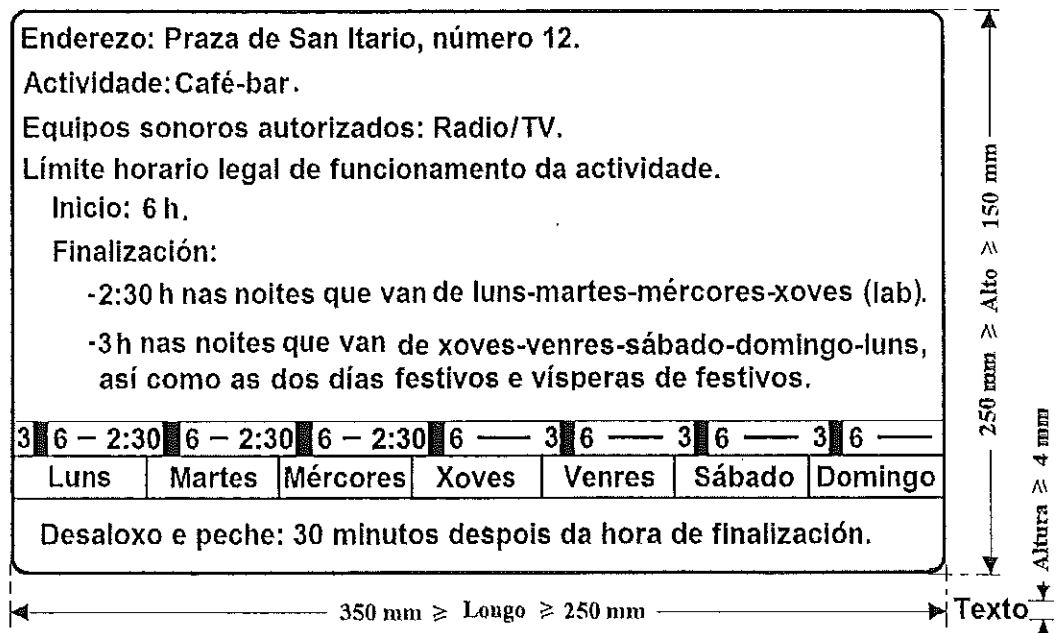 Enderezo: Praza de San Itario, número 12.
Actividade: Café-bar.
Equipos sonoros autorizados: Radio/TV.
Límite horario legal de funcionamento da actividade.
Inicio: 6 h.
Finalización:
-2:30 h nas noites que van de luns-martes-mércores-xoves (lab).
-3 h nas noites que van de xoves-venres-sábado-domingo-luns,
así como as dos días festivos e vísperas de festivos.
3 6 — 2:30 6 — 2:30 6 — 2:30 6 — 3 6 — 3 6 — 3 6 —
Luns Martes Mércores Xoves Venres Sábado Domingo
Desaloxo e peche: 30 minutos despois da hora de finalización.
350 mm ⩾ Longo ⩾ 250 mm
250 mm ⩾ Alto ⩾ 150 mm
Texto
Altura ⩾ 4 mm